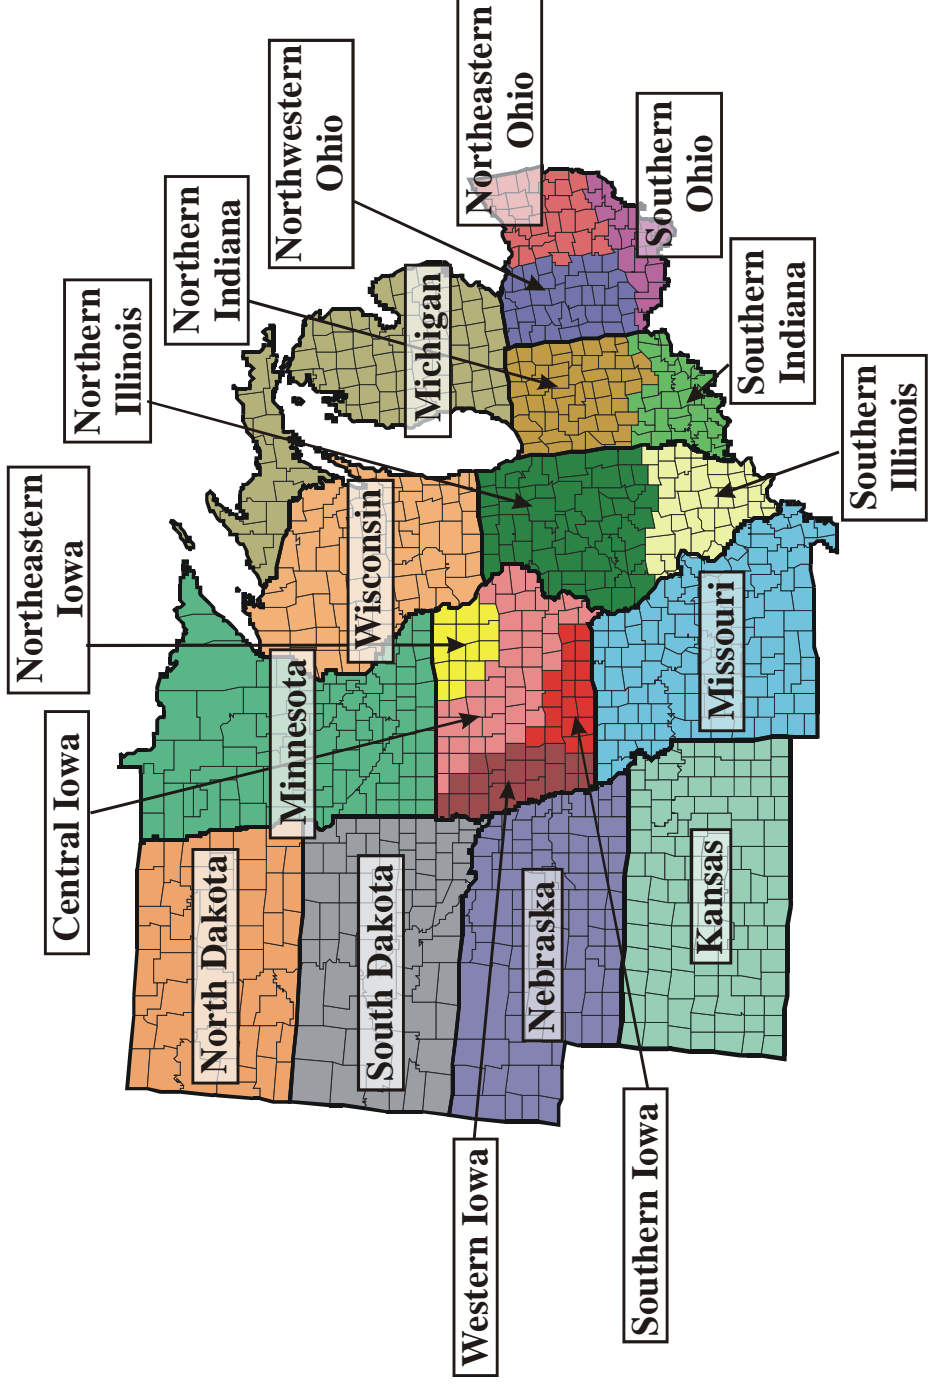 Central Iowa
Northeastern
Iowa
Northern
Illinois
Northern
Indiana
Northwestern
Ohio
Northeastern
Ohio
Southern
Ohio
Southern
Indiana
Southern
Illinois
North Dakota
Minnesota
Wisconsin
Michigan
South Dakota
Nebraska
Kansas
Missouri
Western Iowa
Southern Iowa